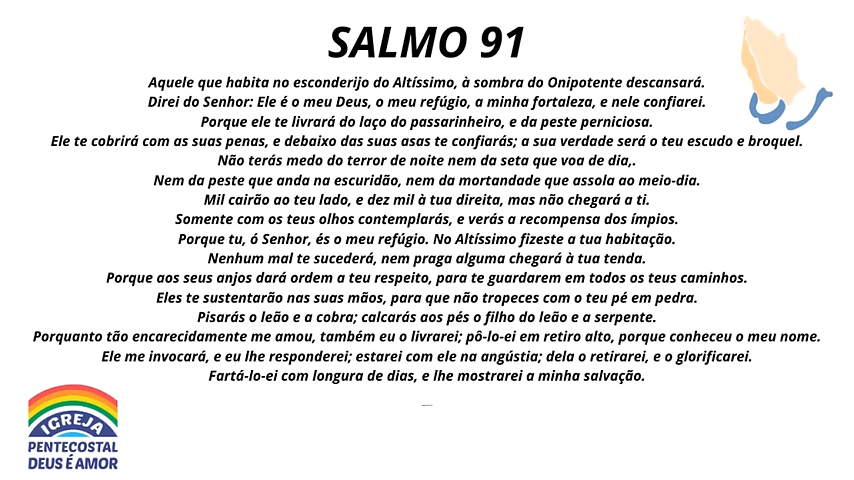 SALMO 91
Aquele que habita no esconderijo do Altíssimo, à sombra do Onipotente descansará.
Direi do Senhor: Ele é o meu Deus, o meu refúgio, a minha fortaleza, e nele confiarei.
Porque ele te livrará do laço do passarinheiro, e da peste perniciosa.
Ele te cobrirá com as suas penas, e debaixo das suas asas te confiarás; a sua verdade será o teu escudo e broquel.
Não terás medo do terror de noite nem da seta que voa de dia,.
Nem da peste que anda na escuridão, nem da mortandade que assola ao meio-dia.
Mil cairão ao teu lado, e dez mil à tua direita, mas não chegará a ti.
Somente com os teus olhos contemplarás, e verás a recompensa dos ímpios.
Porque tu, ó Senhor, és o meu refúgio. No Altíssimo fizeste a tua habitação.
Nenhum mal te sucederá, nem praga alguma chegará à tua tenda.
Porque aos seus anjos dará ordem a teu respeito, para te guardarem em todos os teus caminhos.
Eles te sustentarão nas suas mãos, para que não tropeces com o teu pé em pedra.
Pisarás o leão e a cobra; calcarás aos pés o filho do leão e a serpente.
Porquanto tão encarecidamente me amou, também eu o livrarei; pô-lo-ei em retiro alto, porque conheceu o meu nome.
Ele me invocará, e eu lhe responderei; estarei com ele na angústia; dela o retirarei, e o glorificarei.
Fartá-lo-ei com longura de dias, e lhe mostrarei a minha salvação.
IGREJA
PENTECOSTAL
DEUS É AMOR